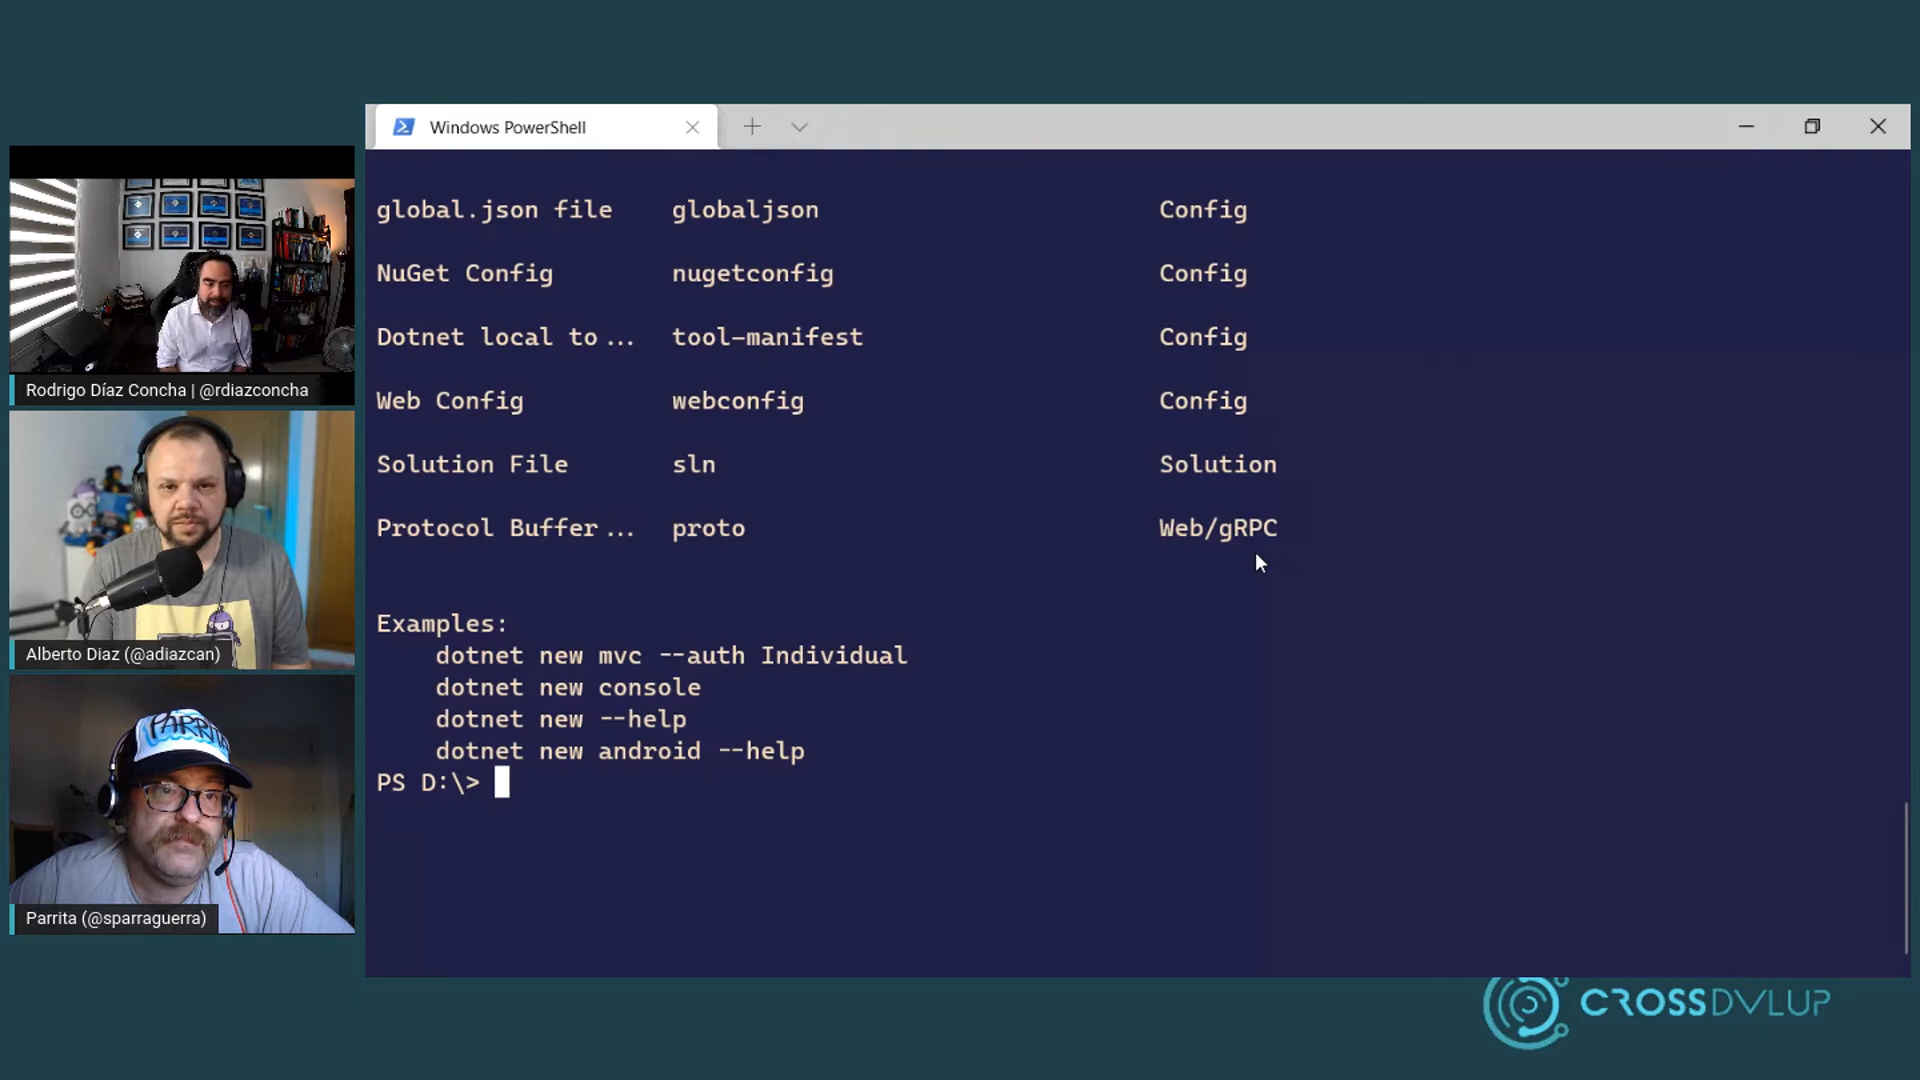 Windows PowerShell
global.json file globaljson Config
NuGet Config nugetconfig Config
Dotnet local to... tool-manifest Config
Web Config webconfig Config
Solution File sln Solution
Protocol Buffer... proto Web/gRPC
Examples:
dotnet new mvc --auth Individual
dotnet new console
dotnet new --help
dotnet new android --help
PS D:\>
Rodrigo Díaz Concha | @rdiazconcha
Alberto Diaz (@adiazcan)
PARRITA
Parrita (@sparraguerra)
CROSSDVLUP